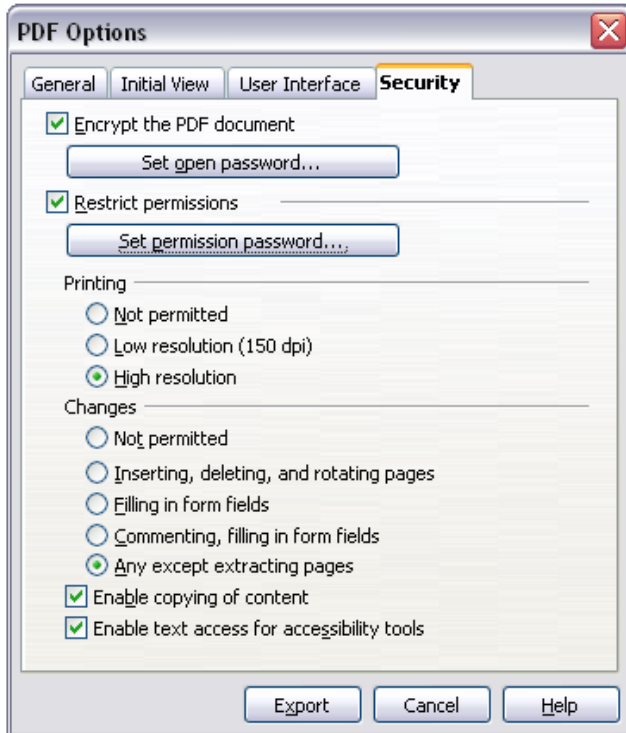 PDF Options
General Initial View User Interface Security
Encrypt the PDF document
Set open password...
Restrict permissions
Set permission password...
Printing
Not permitted
Low resolution (150 dpi)
High resolution
Changes
Not permitted
Inserting, deleting, and rotating pages
Filling in form fields
Commenting, filling in form fields
Any except extracting pages
Enable copying of content
Enable text access for accessibility tools
Export Cancel Help